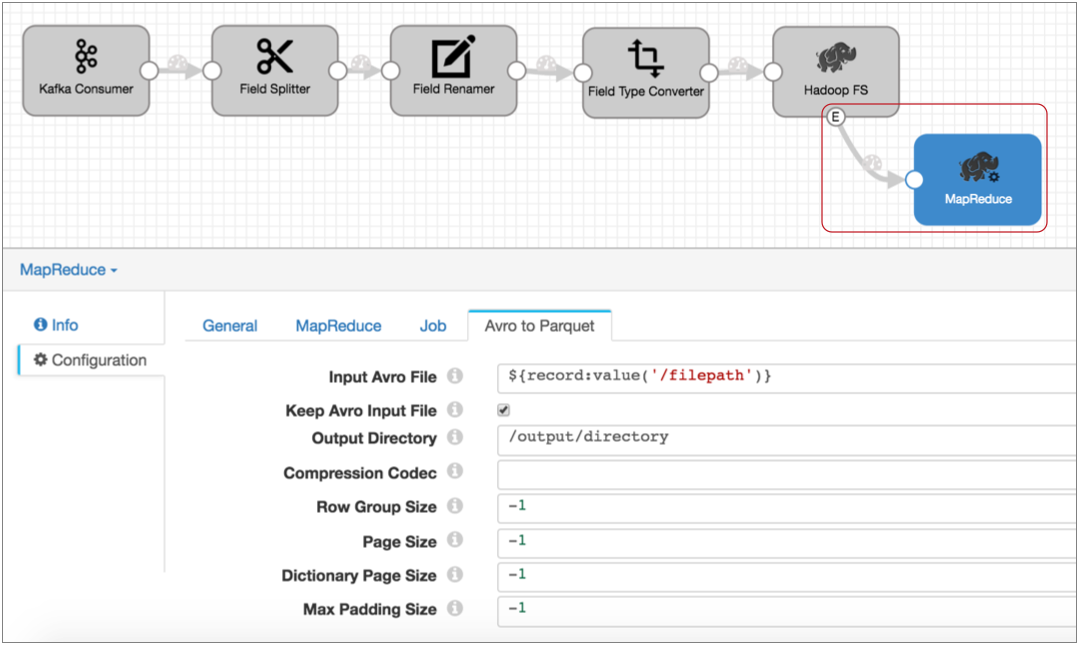 Kafka Consumer
Field Splitter
Field Renamer
Field Type Converter
Hadoop FS
E
MapReduce
MapReduce
Info
Configuration
General MapReduce Job Avro to Parquet
Input Avro File ${record:value('/filepath')}
Keep Avro Input File
Output Directory /output/directory
Compression Codec
Row Group Size -1
Page Size -1
Dictionary Page Size -1
Max Padding Size -1